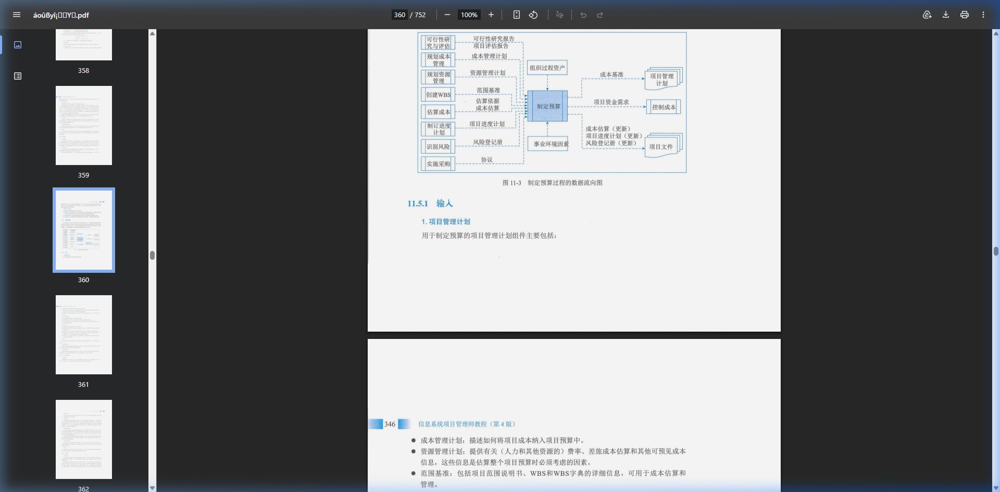 áoûßyî¡▯▯Y▯.pdf
360 / 752
100%
358
359
360
361
362
可行性研究与评估
可行性研究报告
项目评估报告
规划成本管理
成本管理计划
规划资源管理
资源管理计划
创建WBS
范围基准
估算成本
估算依据
成本估算
制订进度计划
项目进度计划
识别风险
风险登记册
实施采购
协议
组织过程资产
制定预算
事业环境因素
成本基准
项目管理计划
项目资金需求
控制成本
成本估算（更新）
项目进度计划（更新）
风险登记册（更新）
项目文件
图 11-3 制定预算过程的数据流向图
11.5.1 输入
1. 项目管理计划
用于制定预算的项目管理计划组件主要包括：
346 信息系统项目管理师教程（第 4 版）
● 成本管理计划：描述如何将项目成本纳入项目预算中。
● 资源管理计划：提供有关（人力和其他资源的）费率、差旅成本估算和其他可预见成本
信息，这些信息是估算整个项目预算时必须考虑的因素。
● 范围基准：包括项目范围说明书、WBS和WBS字典的详细信息，可用于成本估算和
管理。